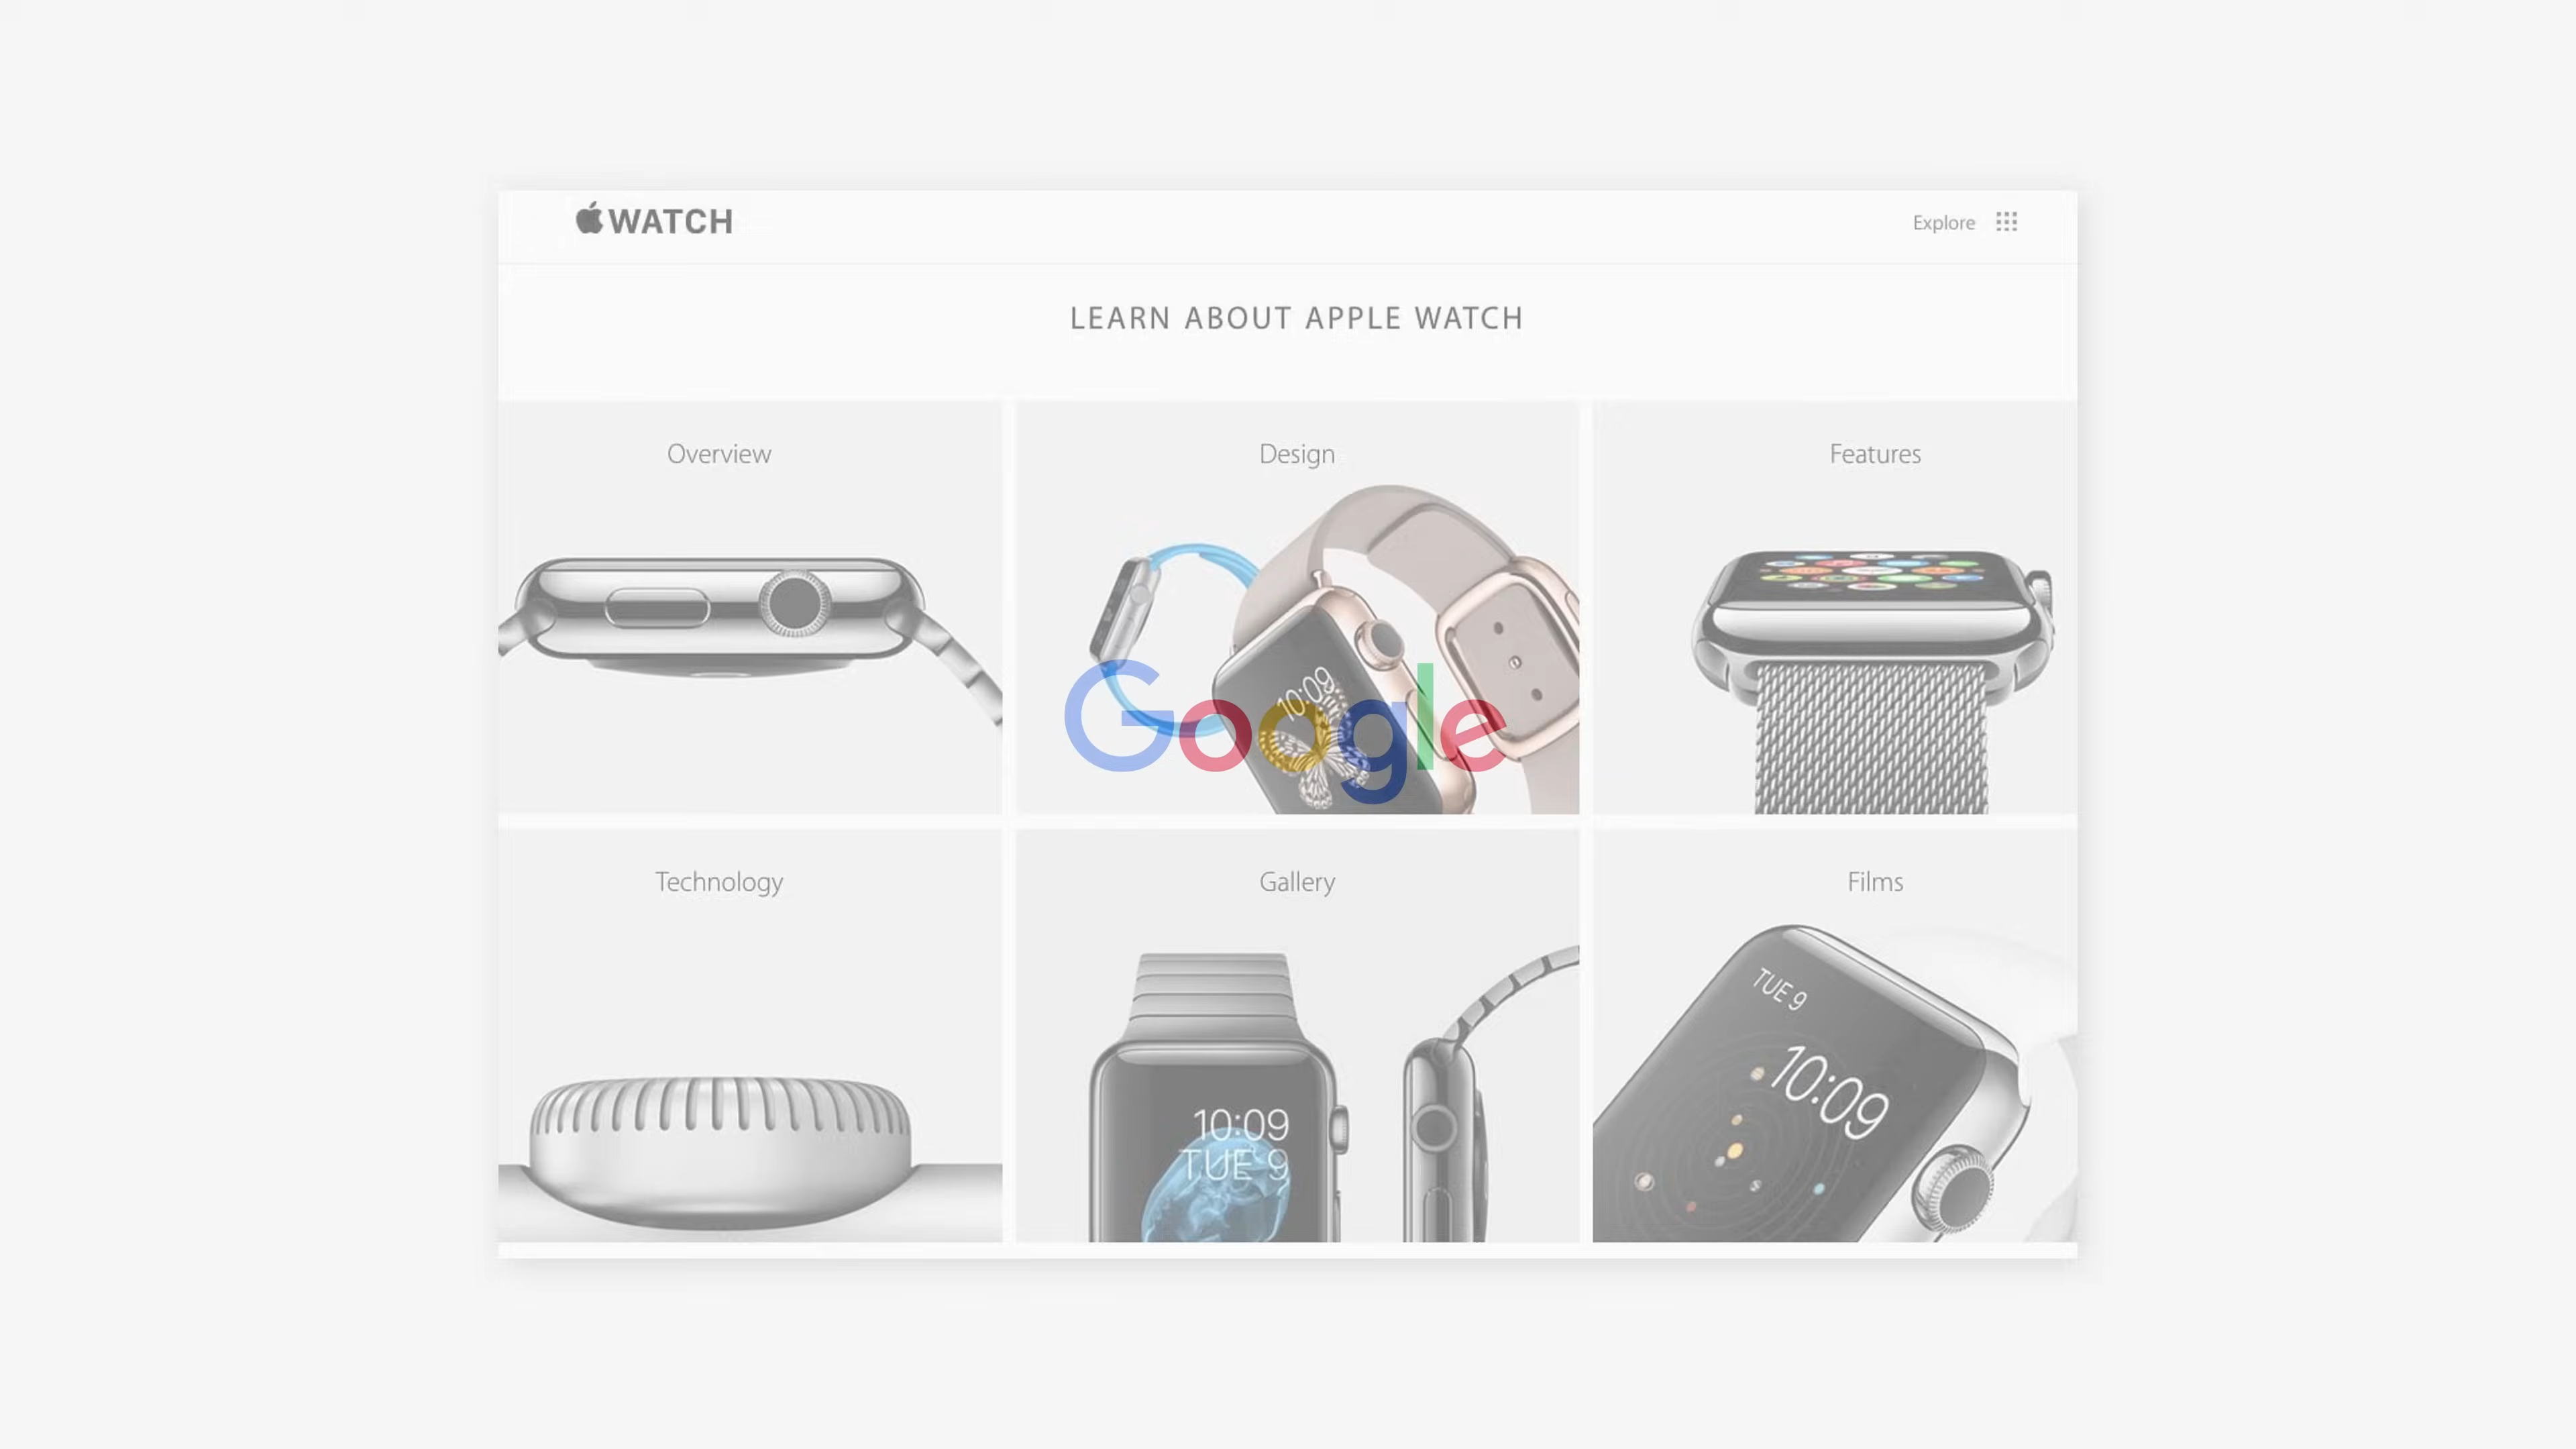 WATCH
Explore
LEARN ABOUT APPLE WATCH
Overview
Design
Features
10:09
Google
Technology
Gallery
Films
10:09
TUE 9
TUE 9
10:09